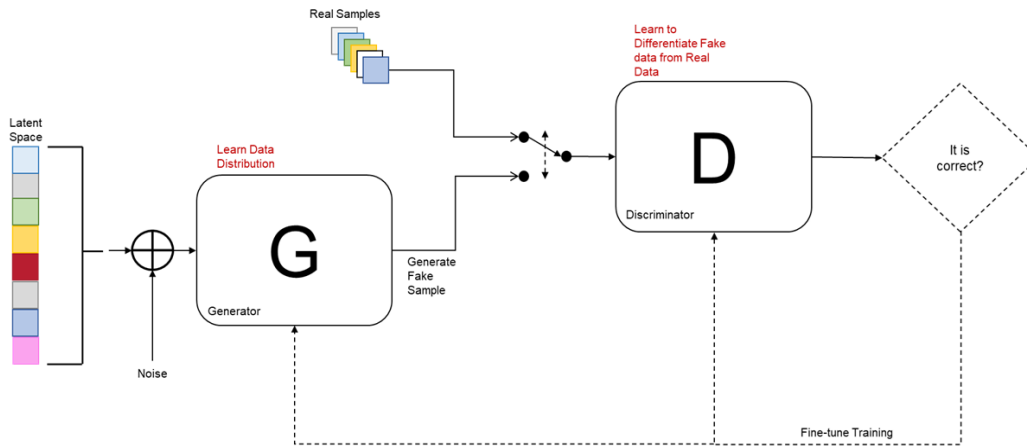 Real Samples
Learn to
Differentiate Fake
data from Real
Data
Latent
Space
Learn Data
Distribution
It is
correct?
D
Discriminator
G
Generator
Generate
Fake
Sample
Noise
Fine-tune Training